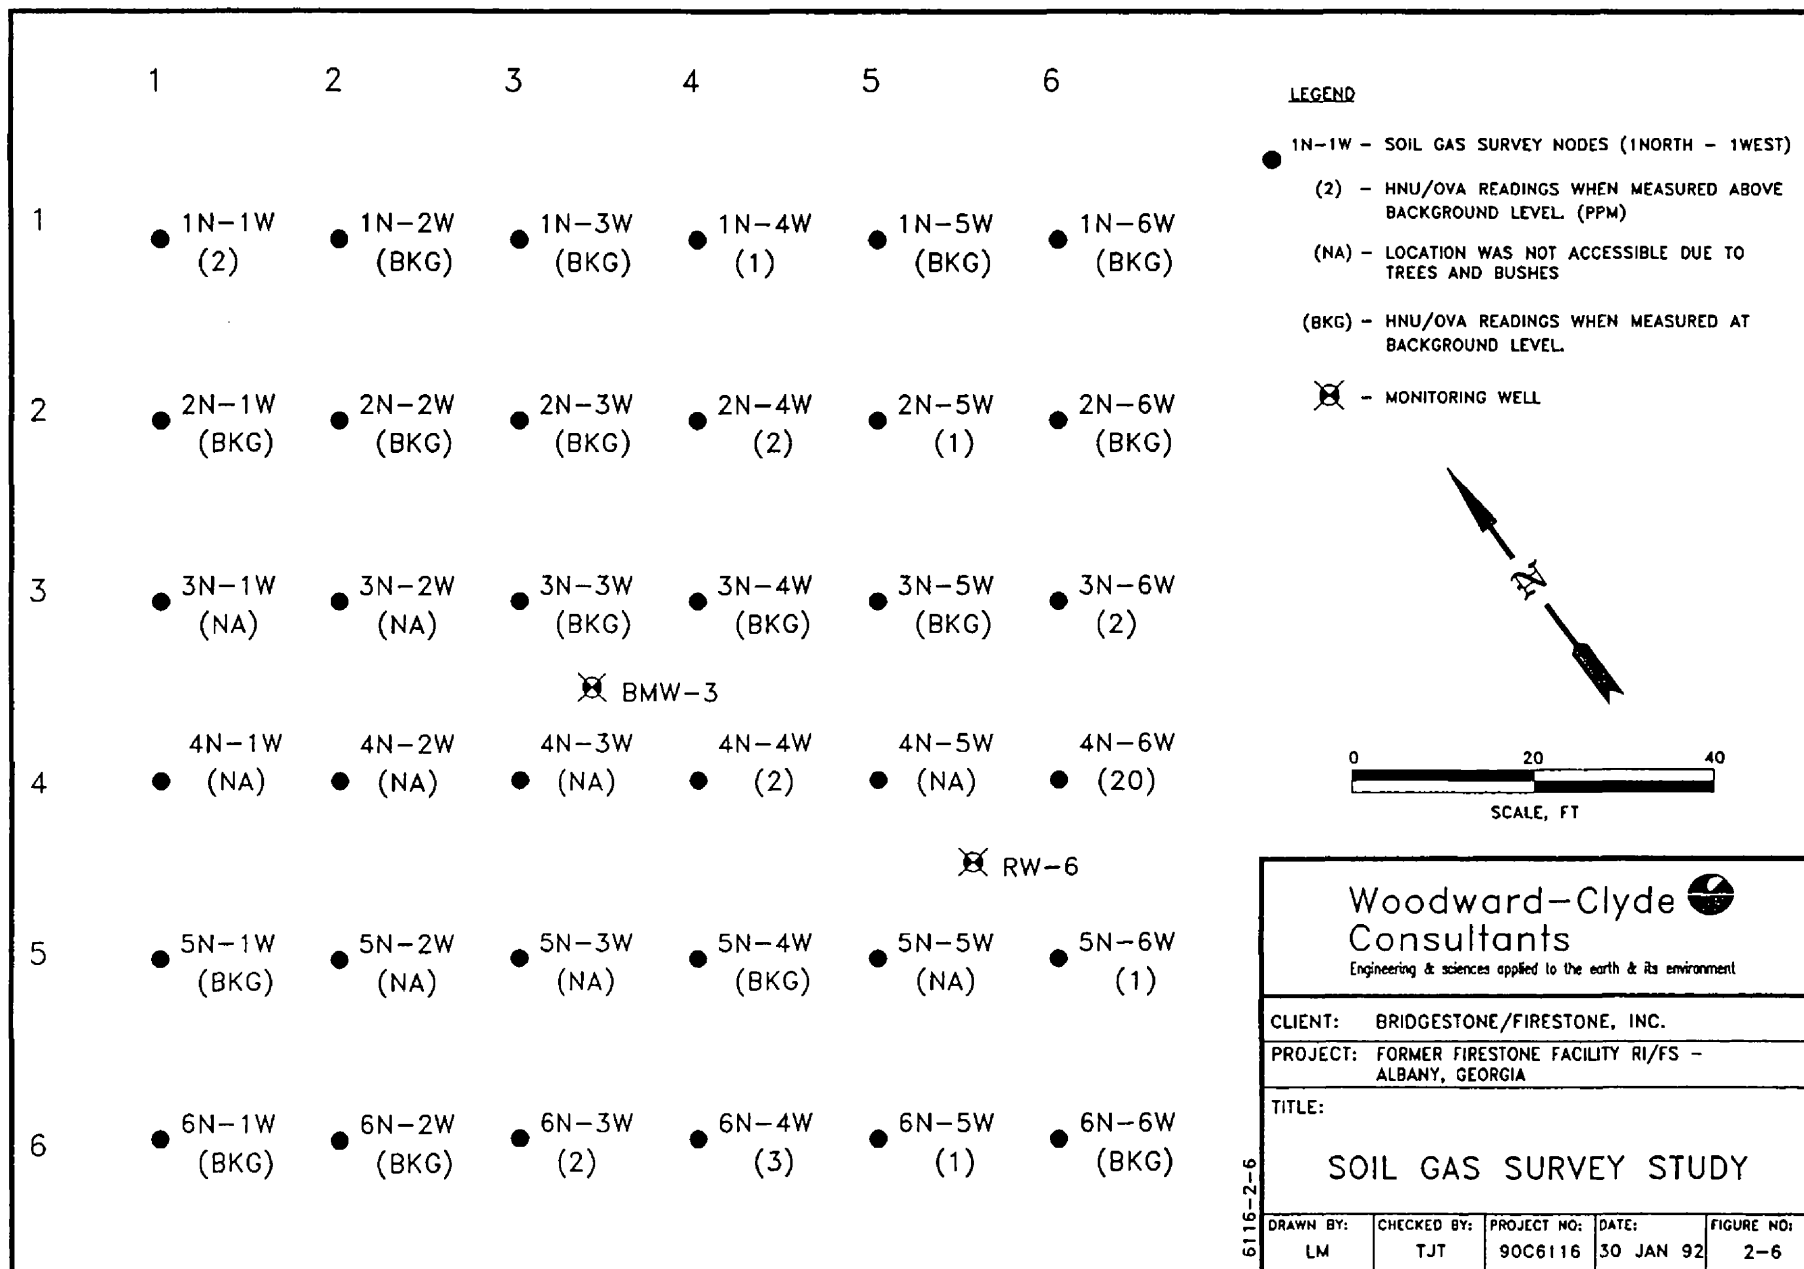 1 2 3 4 5 6
1
1N-1W 1N-2W 1N-3W 1N-4W 1N-5W 1N-6W
(2) (BKG) (BKG) (1) (BKG) (BKG)
2
2N-1W 2N-2W 2N-3W 2N-4W 2N-5W 2N-6W
(BKG) (BKG) (BKG) (2) (1) (BKG)
3
3N-1W 3N-2W 3N-3W 3N-4W 3N-5W 3N-6W
(NA) (NA) (BKG) (BKG) (BKG) (2)
BMW-3
4N-1W 4N-2W 4N-3W 4N-4W 4N-5W 4N-6W
4
(NA) (NA) (NA) (2) (NA) (20)
RW-6
5
5N-1W 5N-2W 5N-3W 5N-4W 5N-5W 5N-6W
(BKG) (NA) (NA) (BKG) (NA) (1)
6
6N-1W 6N-2W 6N-3W 6N-4W 6N-5W 6N-6W
(BKG) (BKG) (2) (3) (1) (BKG)
LEGEND
1N-1W - SOIL GAS SURVEY NODES (1NORTH - 1WEST)
(2) - HNU/OVA READINGS WHEN MEASURED ABOVE
BACKGROUND LEVEL. (PPM)
(NA) - LOCATION WAS NOT ACCESSIBLE DUE TO
TREES AND BUSHES
(BKG) - HNU/OVA READINGS WHEN MEASURED AT
BACKGROUND LEVEL.
- MONITORING WELL
N
0 20 40
SCALE, FT
Woodward-Clyde
Consultants
Engineering & sciences applied to the earth & its environment
CLIENT: BRIDGESTONE/FIRESTONE, INC.
PROJECT: FORMER FIRESTONE FACILITY RI/FS -
ALBANY, GEORGIA
TITLE:
SOIL GAS SURVEY STUDY
DRAWN BY: CHECKED BY: PROJECT NO: DATE: FIGURE NO:
LM TJT 90C6116 30 JAN 92 2-6
6116-2-6